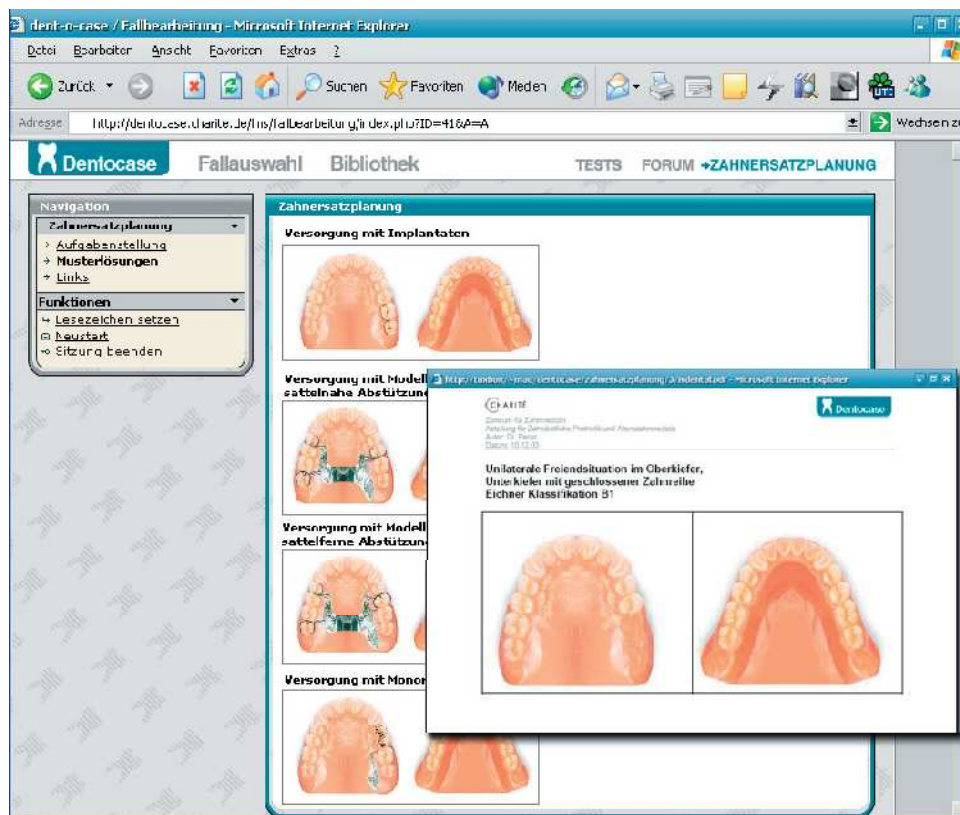 dent-o-case / Fallbearbeitung - Microsoft Internet Explorer
Datei Bearbeiten Ansicht Favoriten Extras ?
Zurück Suchen Favoriten Medien
Adresse Wechseln zu
Dentocase Fallauswahl Bibliothek TESTS FORUM ZAHNERSATZPLANUNG
Navigation
Zahnersatzplanung
Aufgabenstellung
Musterlösungen
Links
Funktionen
Lesezeichen setzen
Neustart
Sitzung beenden
Zahnersatzplanung
Versorgung mit Implantaten
Versorgung mit Modell
sattelnahe Abstützung
Versorgung mit Modell
sattelferne Abstützung
Versorgung mit Monor
Microsoft Internet Explorer
CHARITÉ
Dentocase
Unilaterale Freiendsituation im Oberkiefer,
Unterkiefer mit geschlossener Zahnreihe
Eichner Klassifikation B1